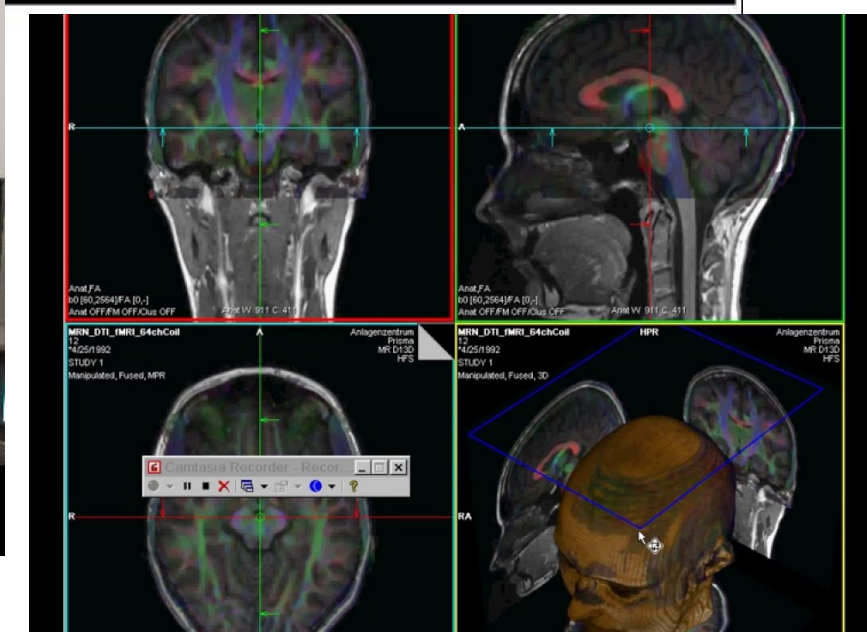 R
A
Anat,FA
b0 [60,2564]/FA [0,-]
Anat OFF/FM OFF/Clus OFF
Anat W 911 C 411
Anat,FA
b0 [60,2564]/FA [0,-]
Anat OFF/FM OFF/Clus OFF
Anat W 911 C 411
MRN_DTI_fMRI_64chCoil
12
*4/25/1992
STUDY 1
Manipulated, Fused, MPR
A
Anlagenzentrum
Prisma
MR D13D
HFS
R
Camtasia Recorder - Recor...
MRN_DTI_fMRI_64chCoil
12
*4/25/1992
STUDY 1
Manipulated, Fused, 3D
HPR
Anlagenzentrum
Prisma
MR D13D
HFS
RA